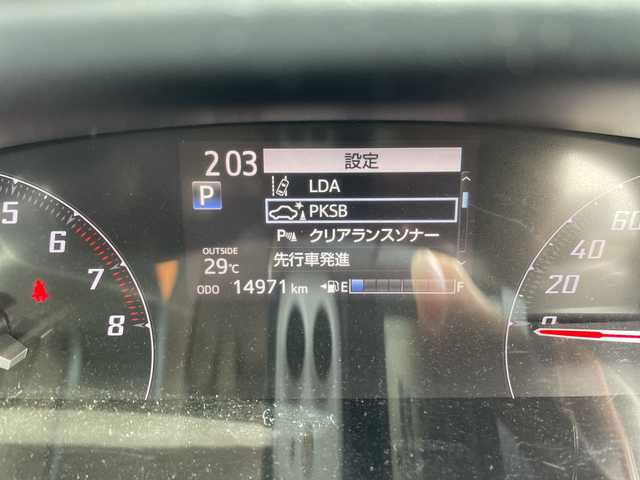 2 03
設定
P
LDA
PKSB
P クリアランスソナー
OUTSIDE
29℃
先行車発進
ODO 14971 km
E F
5
6
7
8
60
40
20
0